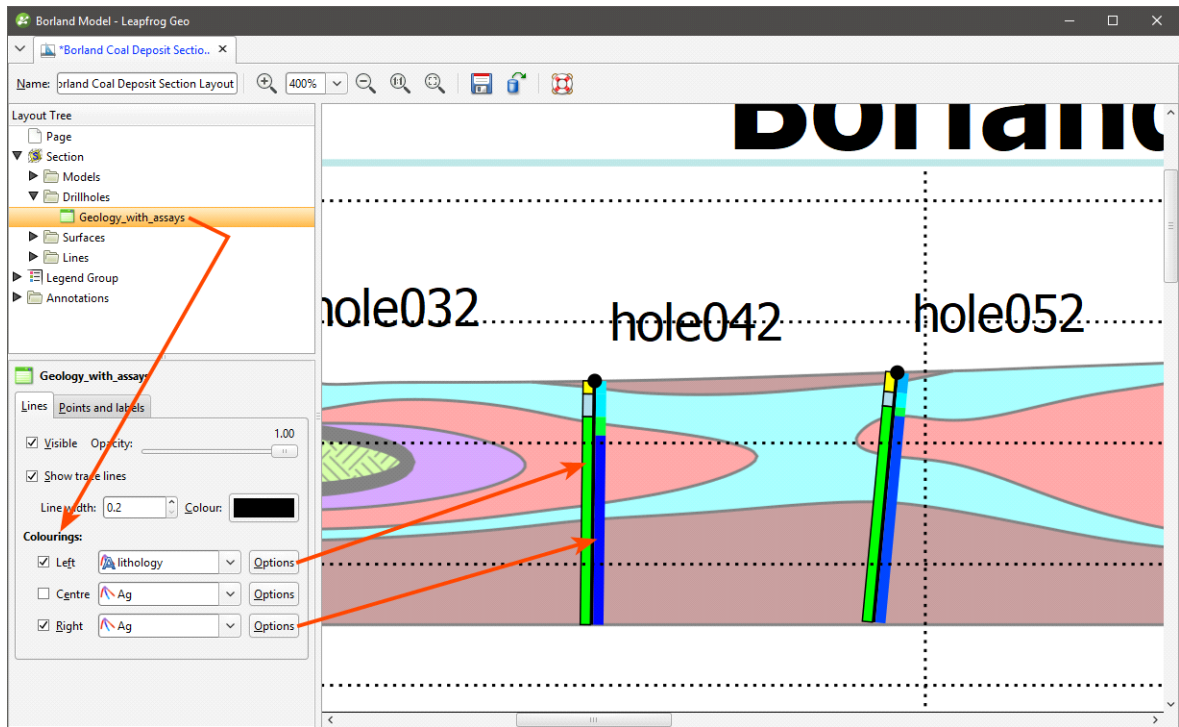 Borland Model - Leapfrog Geo
*Borland Coal Deposit Sectio..
Name: orland Coal Deposit Section Layout 400%
Layout Tree
Page
Section
Models
Drillholes
Geology_with_assays
Surfaces
Lines
Legend Group
Annotations
Borland
hole032
hole042
hole052
Geology_with_assays
Lines Points and labels
Visible Opacity: 1.00
Show trace lines
Line width: 0.2 Colour:
Colourings:
Left lithology Options
Centre Ag Options
Right Ag Options